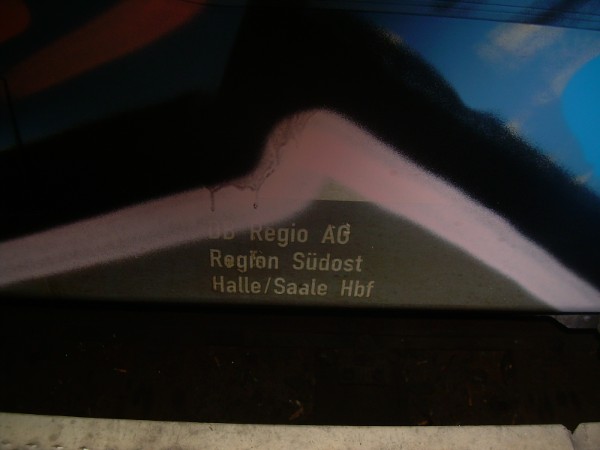 DB Regio AG
Region Südost
Halle/Saale Hbf